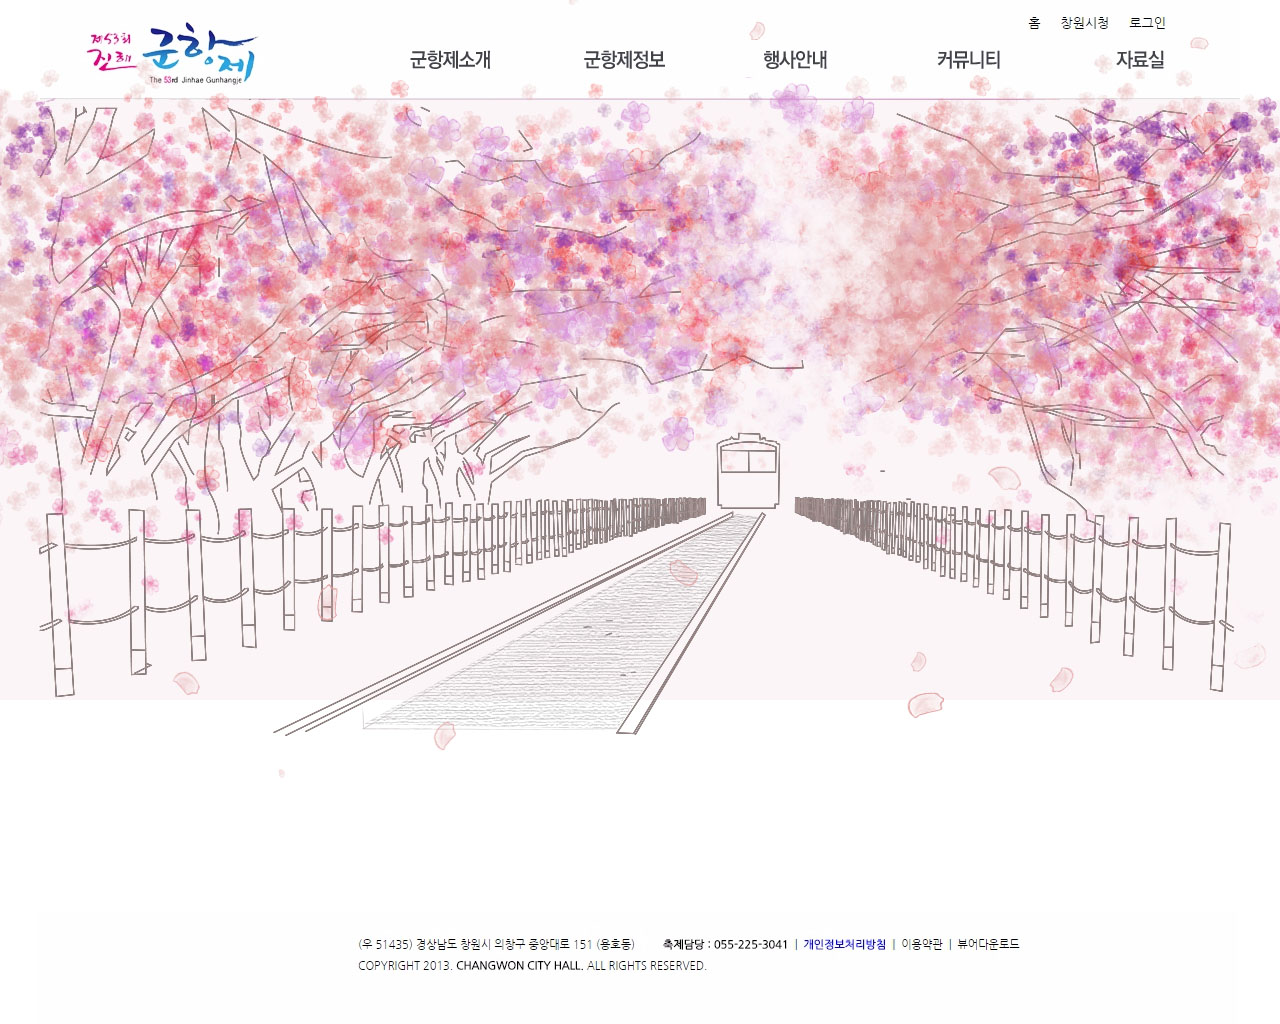 홈 창원시청 로그인
제53회 진해 군항제
The 53rd Jinhae Gunhangje
군항제소개 군항제정보 행사안내 커뮤니티 자료실
(우 51435) 경상남도 창원시 의창구 중앙대로 151 (용호동) 축제담당 : 055-225-3041 | 개인정보처리방침 | 이용약관 | 뷰어다운로드
COPYRIGHT 2013. CHANGWON CITY HALL. ALL RIGHTS RESERVED.